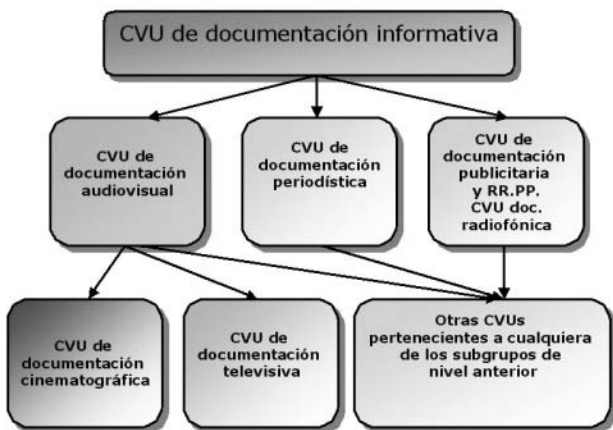 CVU de documentación informativa
CVU de
documentación
audiovisual
CVU de
documentación
periodística
CVU de
documentación
publicitaria
y RR.PP.
CVU doc.
radiofónica
CVU de
documentación
cinematográfica
CVU de
documentación
televisiva
Otras CVUs
pertenecientes a cualquiera
de los subgrupos de
nivel anterior